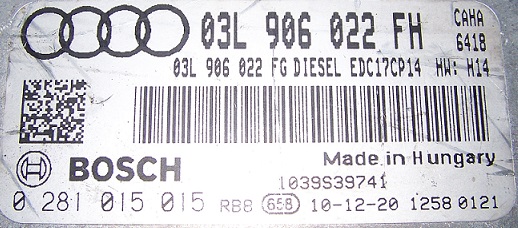 03L 906 022 FH CAHA
6418
03L 906 022 FG DIESEL EDC17CP14 HW: H14
BOSCH
Made in Hungary
1039S39741
0 281 015 015 RB8 658 10-12-20 1258 0121